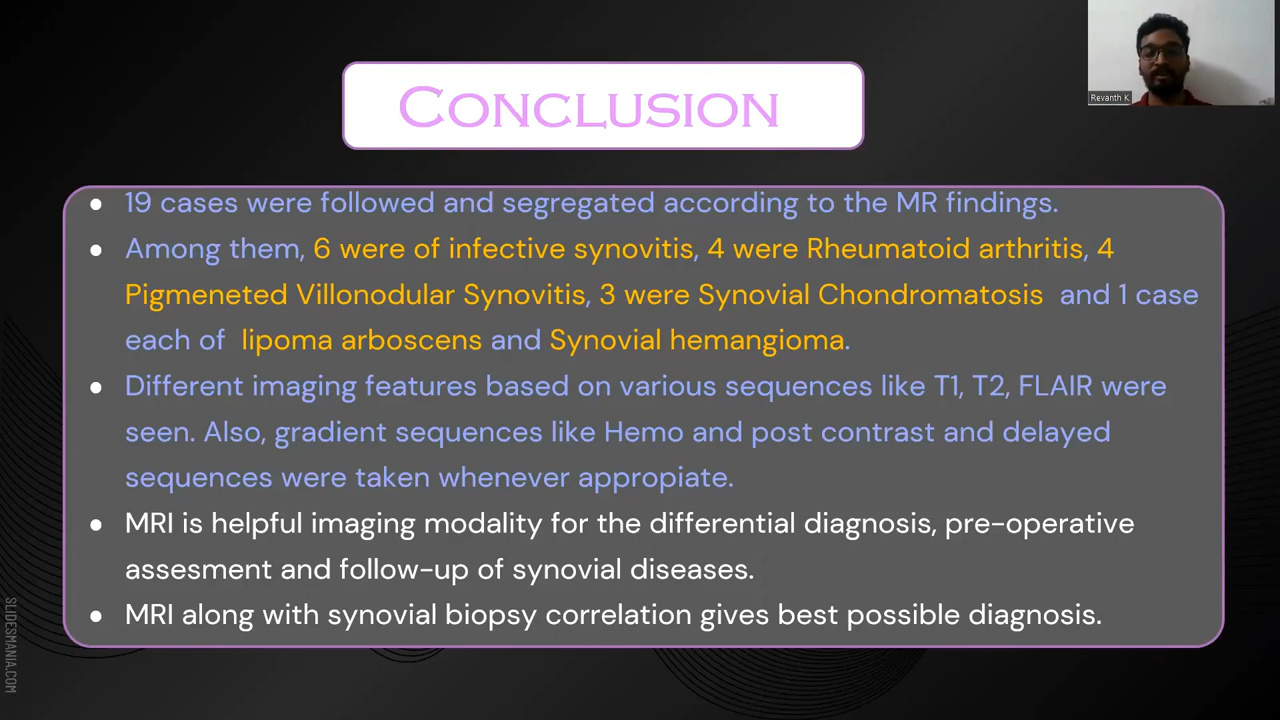 Revanth K
CONCLUSION
● 19 cases were followed and segregated according to the MR findings.
● Among them, 6 were of infective synovitis, 4 were Rheumatoid arthritis, 4
Pigmeneted Villonodular Synovitis, 3 were Synovial Chondromatosis and 1 case
each of lipoma arboscens and Synovial hemangioma.
● Different imaging features based on various sequences like T1, T2, FLAIR were
seen. Also, gradient sequences like Hemo and post contrast and delayed
sequences were taken whenever appropiate.
● MRI is helpful imaging modality for the differential diagnosis, pre-operative
assesment and follow-up of synovial diseases.
● MRI along with synovial biopsy correlation gives best possible diagnosis.
SLIDESMANIA.COM